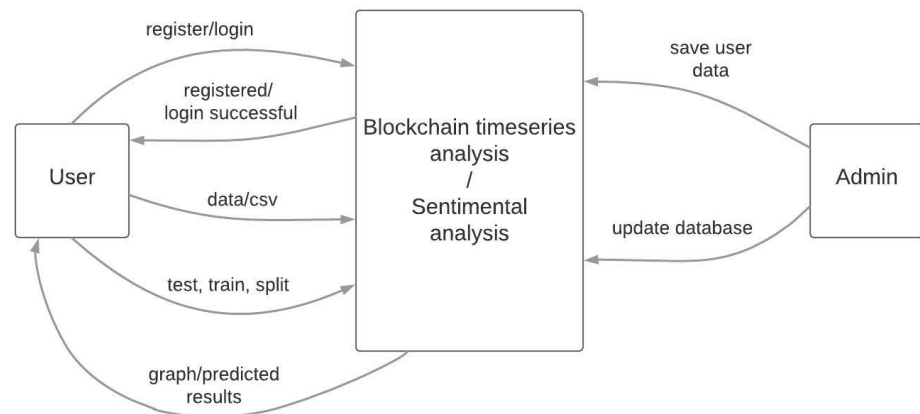 register/login
registered/
login successful
User
data/csv
test, train, split
graph/predicted
results
Blockchain timeseries
analysis
/
Sentimental
analysis
save user
data
Admin
update database